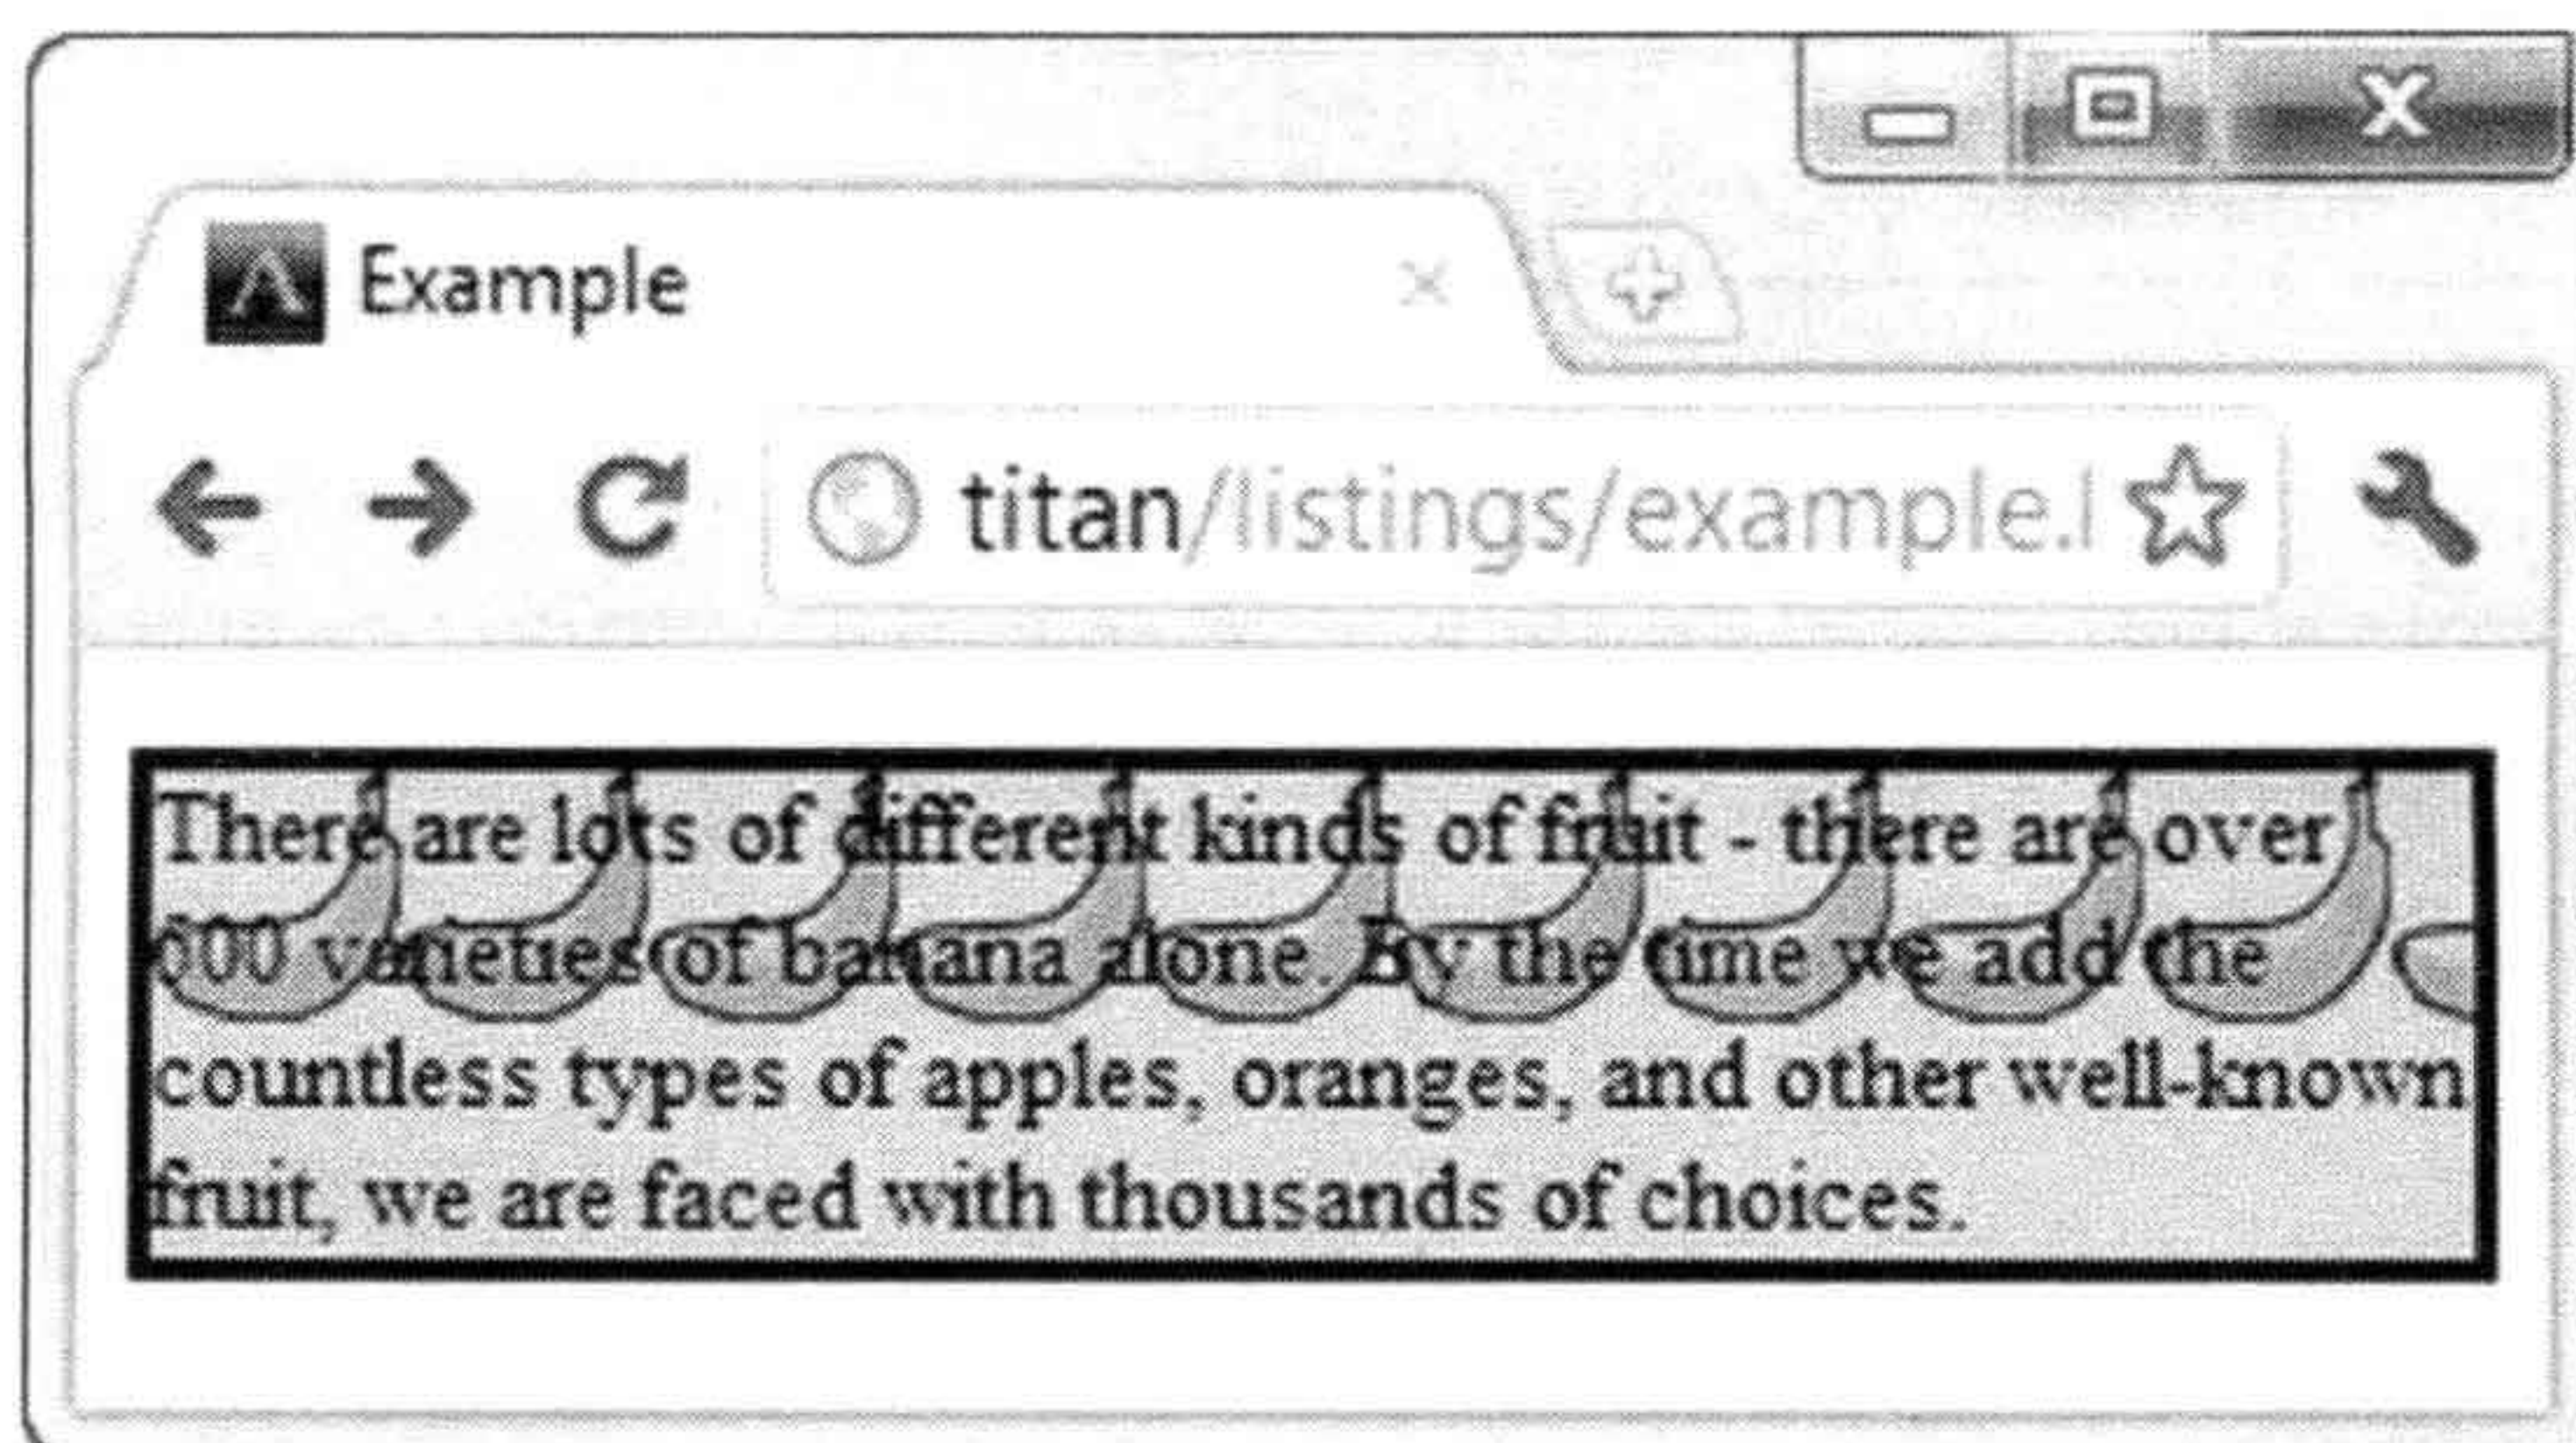 Example
titan/listings/example.
There are lots of different kinds of fruit - there are over
500 varieties of banana alone. By the time we add the
countless types of apples, oranges, and other well-known
fruit, we are faced with thousands of choices.